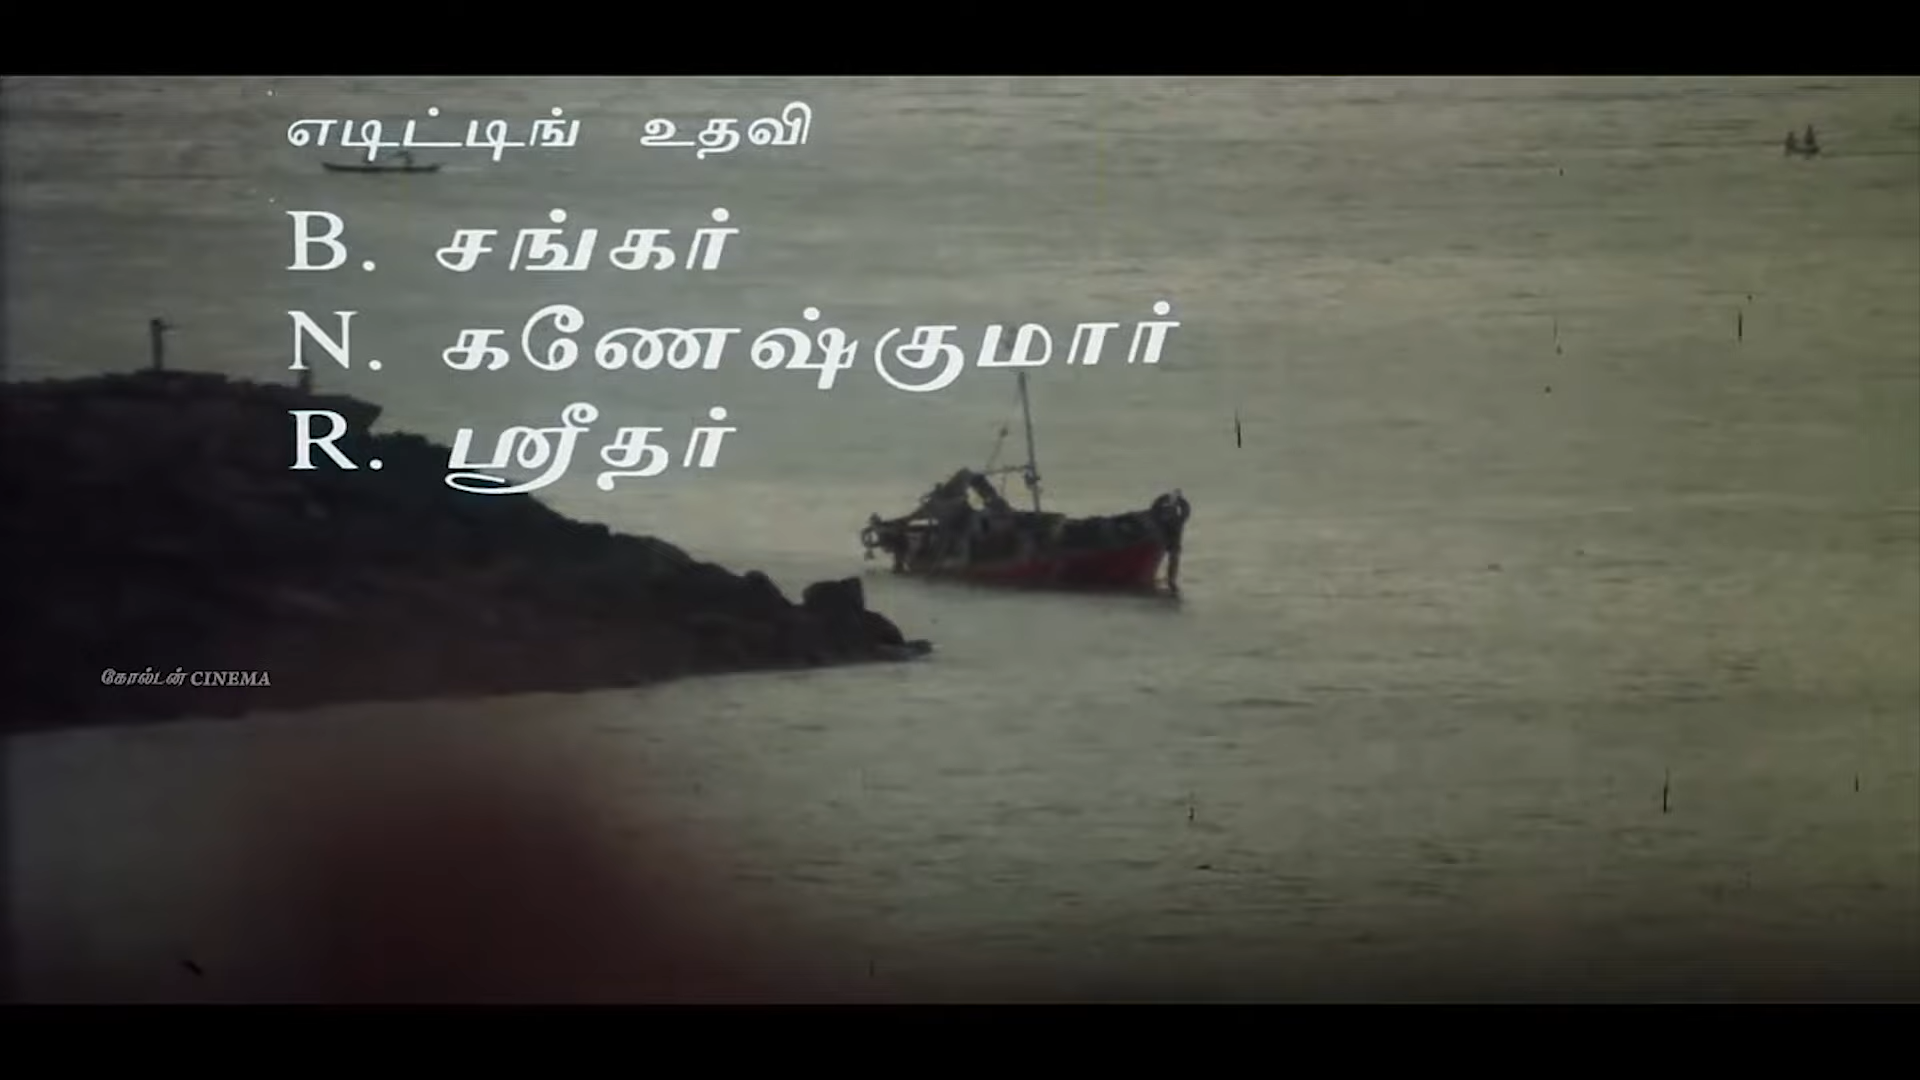 எடிட்டிங் உதவி
B. சங்கர்
N. கணேஷ்குமார்
R. ஸ்ரீதர்
கோல்டன் CINEMA